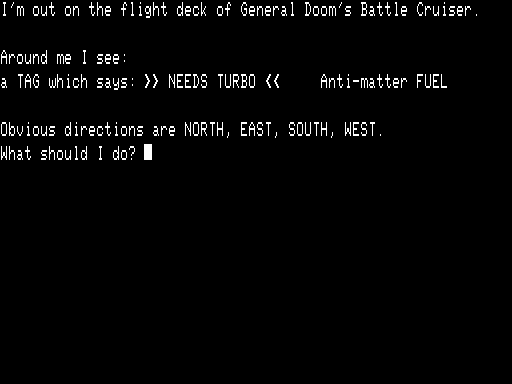 I'm out on the flight deck of General Doom's Battle Cruiser.
Around me I see:
a TAG which says: >> NEEDS TURBO <<    Anti-matter FUEL
Obvious directions are NORTH, EAST, SOUTH, WEST.
What should I do?